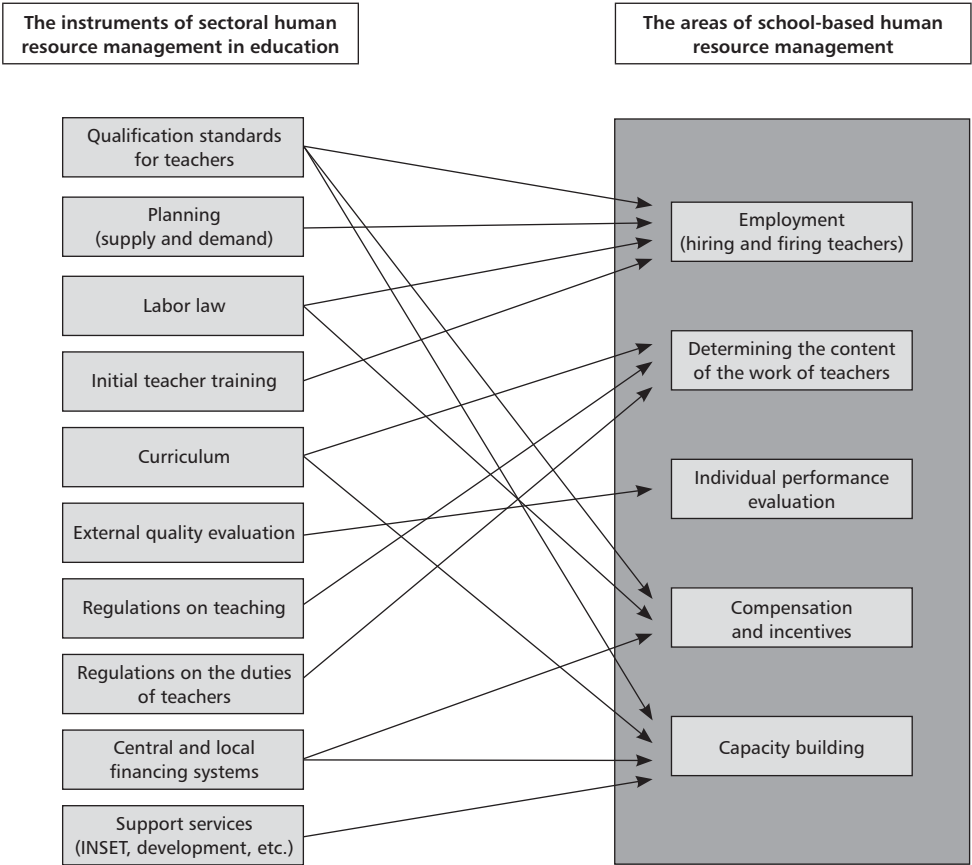 The instruments of sectoral human
resource management in education
The areas of school-based human
resource management
Qualification standards
for teachers
Planning
(supply and demand)
Labor law
Initial teacher training
Curriculum
External quality evaluation
Regulations on teaching
Regulations on the duties
of teachers
Central and local
financing systems
Support services
(INSET, development, etc.)
Employment
(hiring and firing teachers)
Determining the content
of the work of teachers
Individual performance
evaluation
Compensation
and incentives
Capacity building